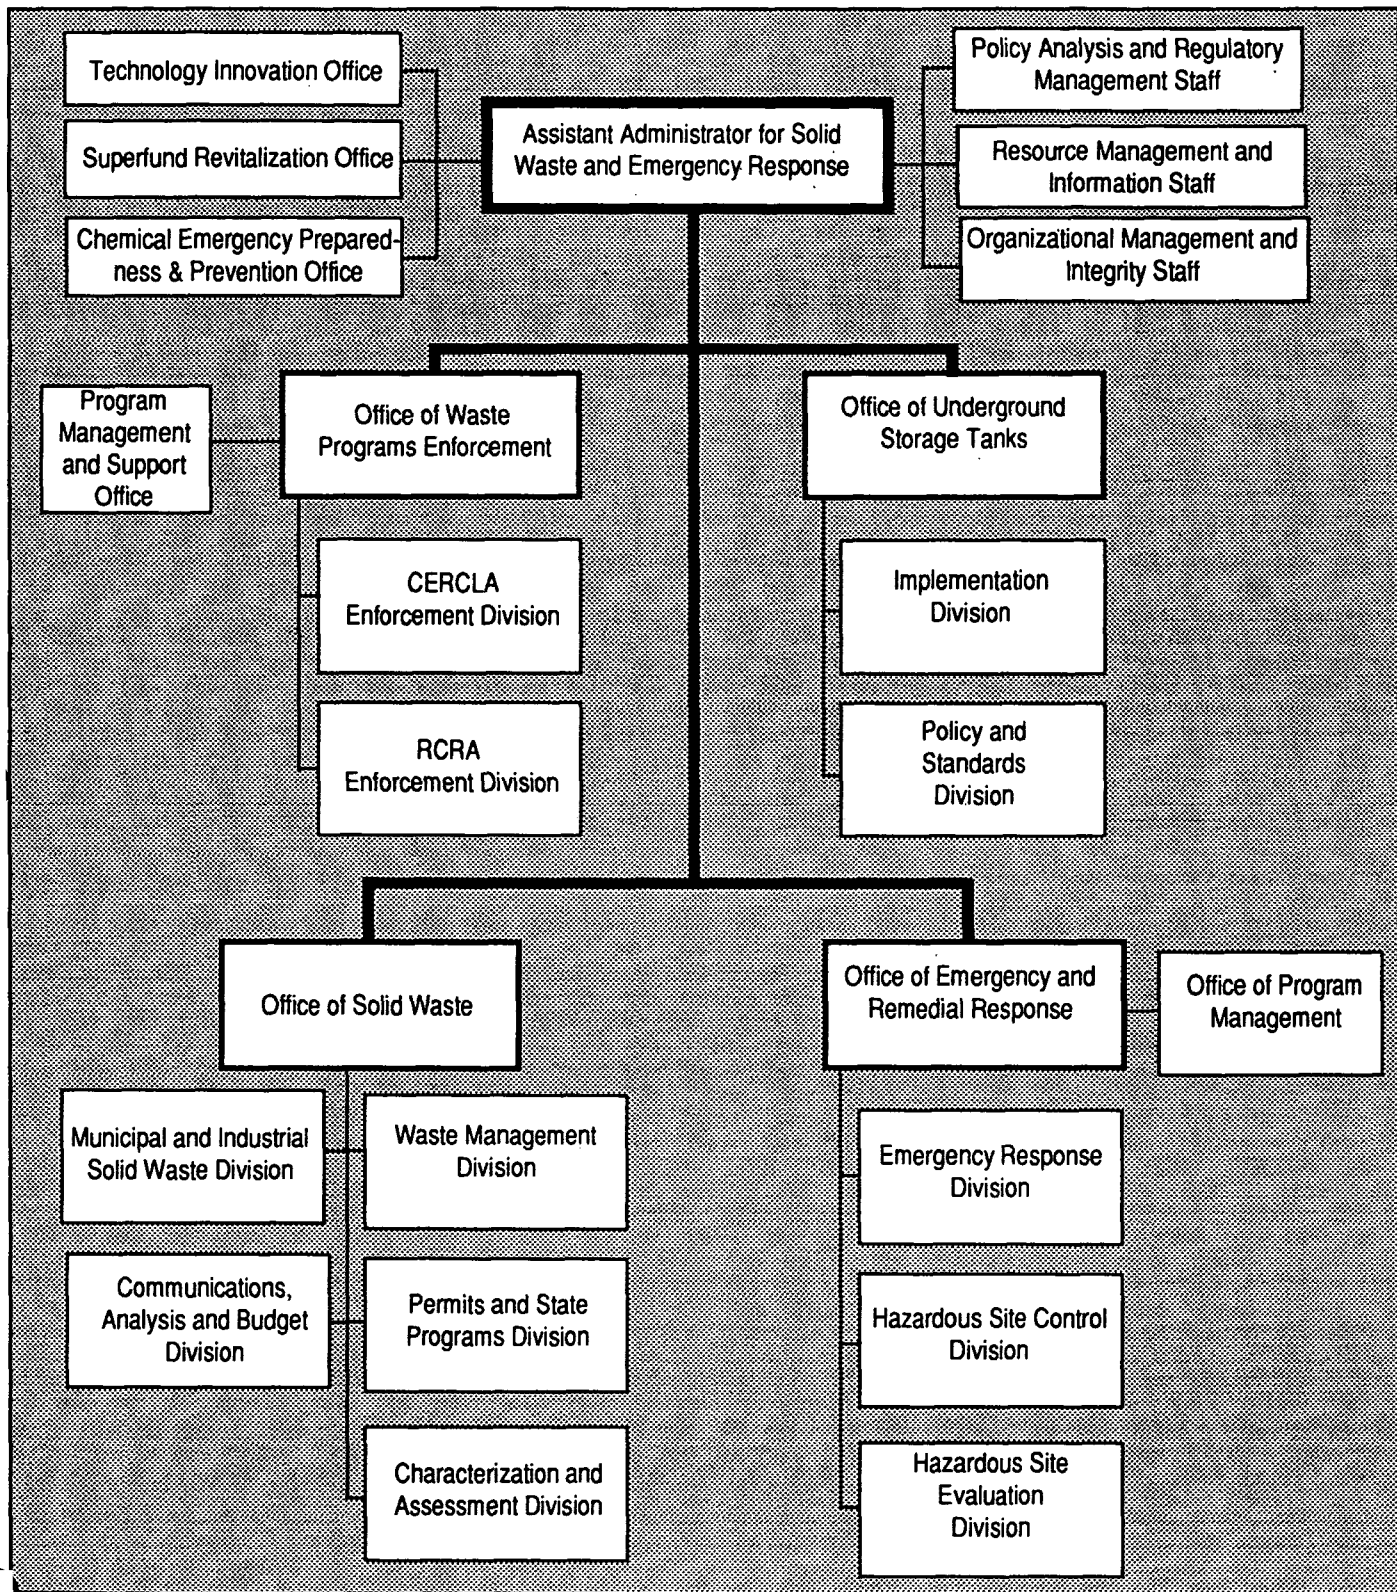 Technology Innovation Office
Superfund Revitalization Office
Chemical Emergency Prepared-
ness & Prevention Office
Assistant Administrator for Solid
Waste and Emergency Response
Policy Analysis and Regulatory
Management Staff
Resource Management and
Information Staff
Organizational Management and
Integrity Staff
Program
Management
and Support
Office
Office of Waste
Programs Enforcement
Office of Underground
Storage Tanks
CERCLA
Enforcement Division
RCRA
Enforcement Division
Implementation
Division
Policy and
Standards
Division
Office of Solid Waste
Office of Emergency and
Remedial Response
Office of Program
Management
Municipal and Industrial
Solid Waste Division
Waste Management
Division
Communications,
Analysis and Budget
Division
Permits and State
Programs Division
Characterization and
Assessment Division
Emergency Response
Division
Hazardous Site Control
Division
Hazardous Site
Evaluation
Division